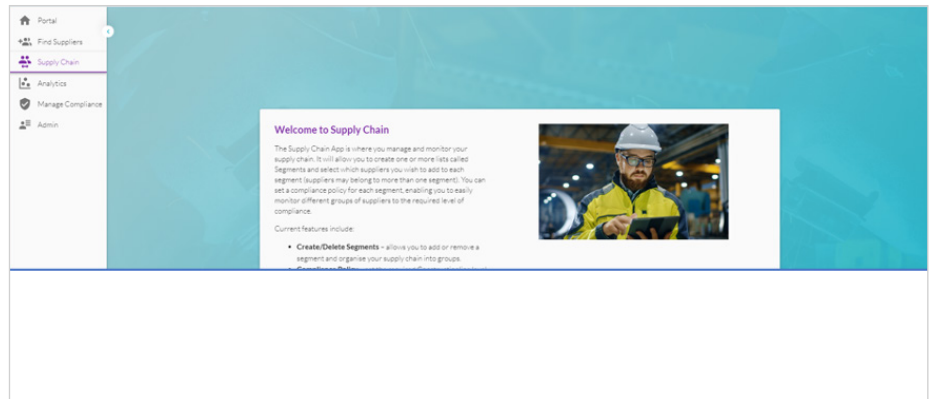 Portal
Find Suppliers
Supply Chain
Analytics
Manage Compliance
Admin
Welcome to Supply Chain
The Supply Chain App is where you manage and monitor your
supply chain. It will allow you to create one or more lists called
Segments and select which suppliers you wish to add to each
segment (suppliers may belong to more than one segment). You can
set a compliance policy for each segment, enabling you to easily
monitor different groups of suppliers to the required level of
compliance.
Current features include:
• Create/Delete Segments – allows you to add or remove a
segment and organise your supply chain into groups.